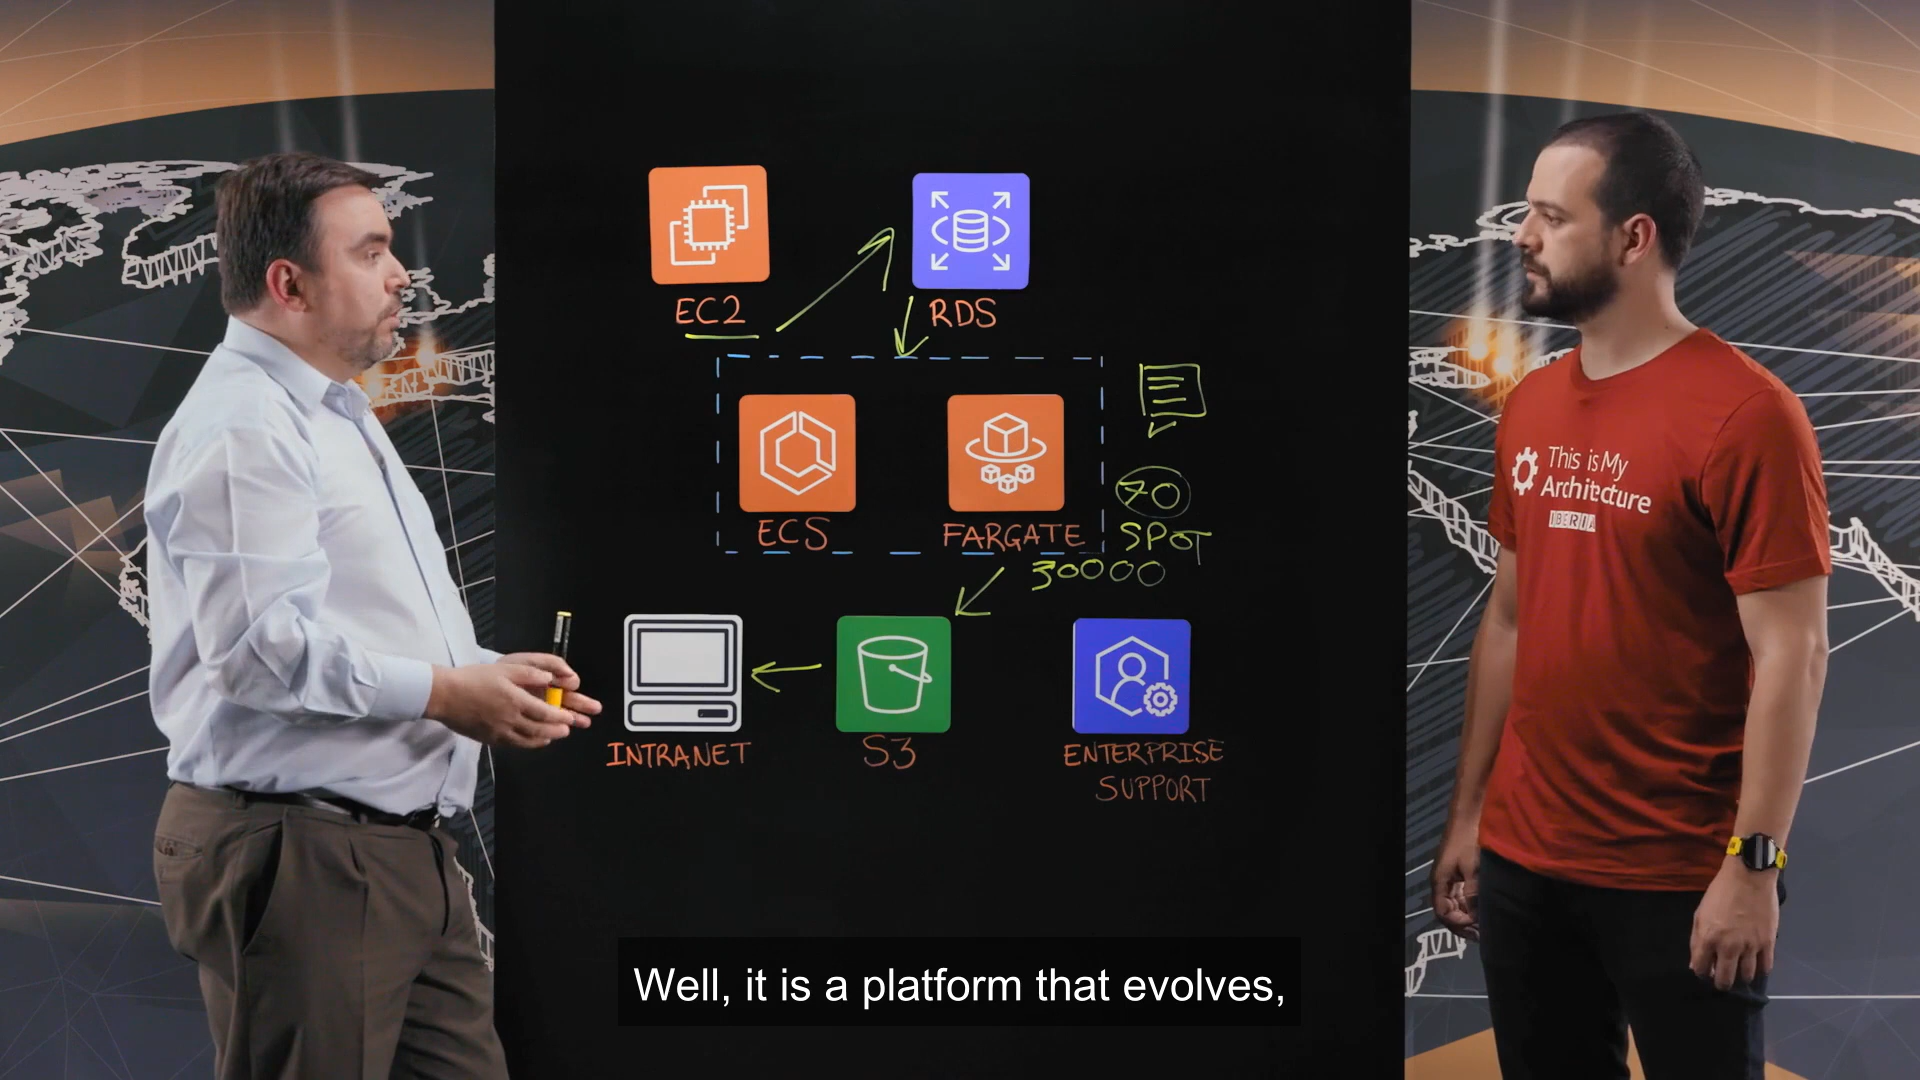 EC2
RDS
ECS
FARGATE
70
SPOT
30000
INTRANET
S3
ENTERPRISE
SUPPORT
This is My
Architecture
IBERIA
Well, it is a platform that evolves,